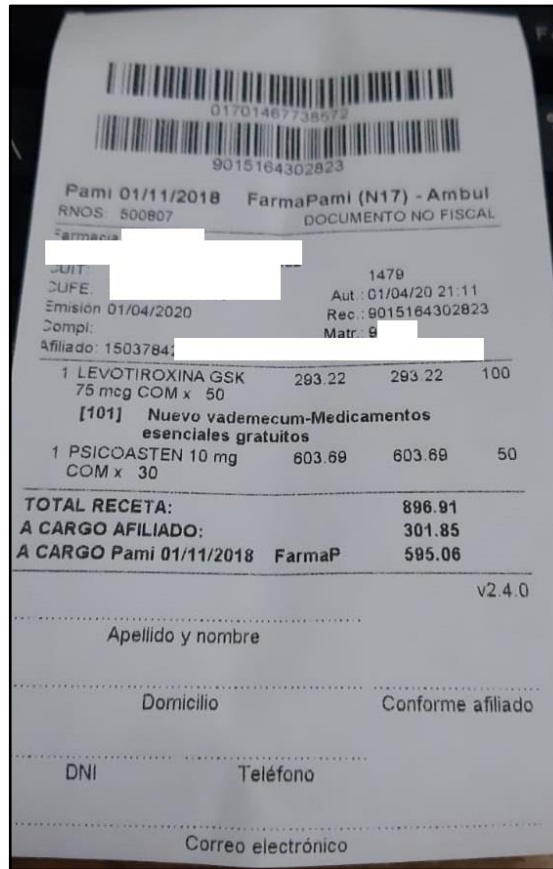 01701467738572
9015164302823
Pami 01/11/2018 FarmaPami (N17) - Ambul
RNOS: 500807 DOCUMENTO NO FISCAL
Farmacia
CUIT: 1479
CUFE: Aut.: 01/04/20 21:11
Emisión 01/04/2020 Rec.: 9015164302823
Compl: Matr.: 9
Afiliado: 15037842
1 LEVOTIROXINA GSK 293.22 293.22 100
75 mcg COM x 50
[101] Nuevo vademecum-Medicamentos
esenciales gratuitos
1 PSICOASTEN 10 mg 603.69 603.69 50
COM x 30
TOTAL RECETA: 896.91
A CARGO AFILIADO: 301.85
A CARGO Pami 01/11/2018 FarmaP 595.06
v2.4.0
Apellido y nombre
Domicilio Conforme afiliado
DNI Teléfono
Correo electrónico